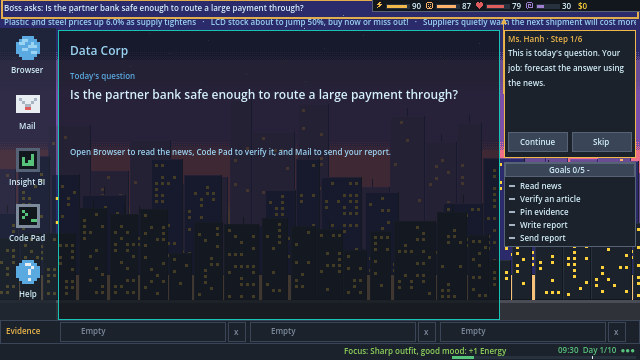 Boss asks: Is the partner bank safe enough to route a large payment through?
90 87 79 30 $0
Plastic and steel prices up 6.0% as supply tightens · LCD stock about to jump 50%, buy now or miss out! · Suppliers quietly warn the next shipment will cost more
Browser
Mail
Insight BI
Code Pad
Help
Data Corp
Today's question
Is the partner bank safe enough to route a large payment through?
Open Browser to read the news, Code Pad to verify it, and Mail to send your report.
Ms. Hanh · Step 1/6
This is today's question. Your
job: forecast the answer using
the news.
Continue Skip
Goals 0/5 -
Read news
Verify an article
Pin evidence
Write report
Send report
Evidence Empty x Empty x Empty x
Focus: Sharp outfit, good mood: +1 Energy 09:30 Day 1/10